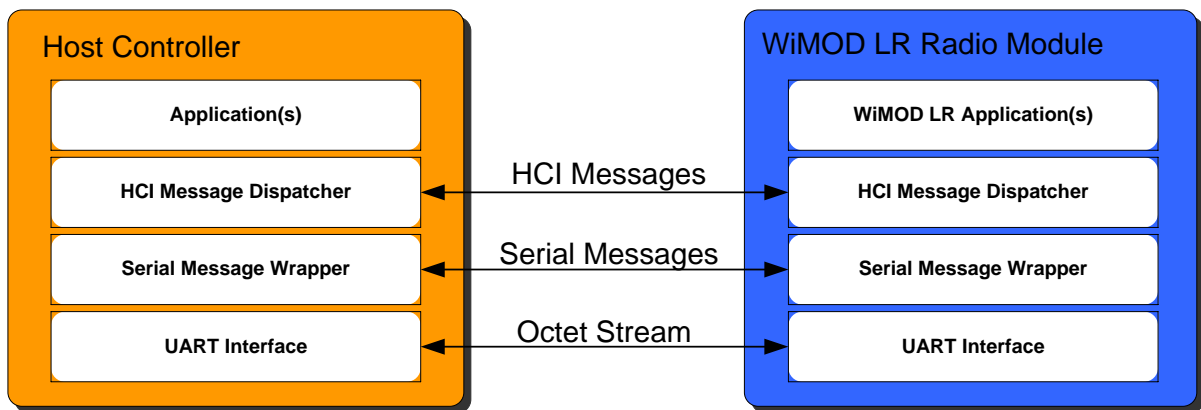 Host Controller
WiMOD LR Radio Module
Application(s)
WiMOD LR Application(s)
HCI Message Dispatcher
HCI Messages
HCI Message Dispatcher
Serial Message Wrapper
Serial Messages
Serial Message Wrapper
UART Interface
Octet Stream
UART Interface